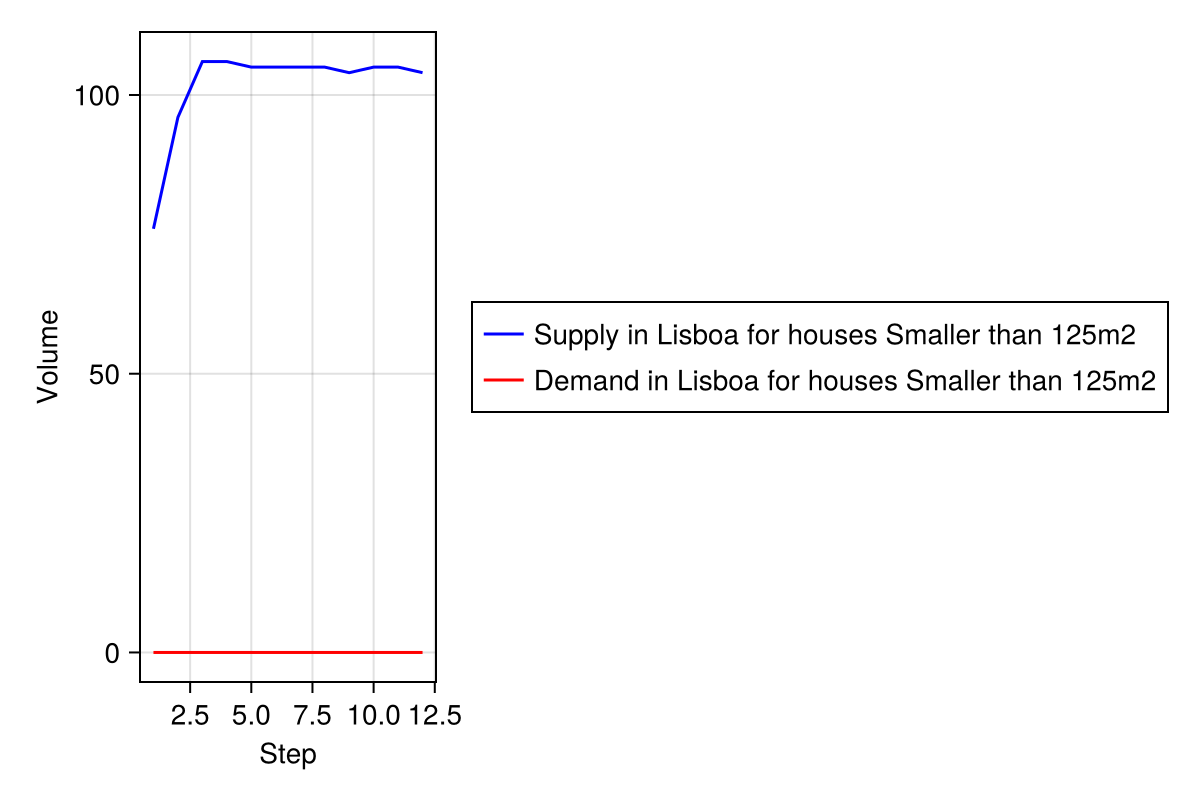 100
50
0
Volume
2.5 5.0 7.5 10.0 12.5
Step
Supply in Lisboa for houses Smaller than 125m2
Demand in Lisboa for houses Smaller than 125m2